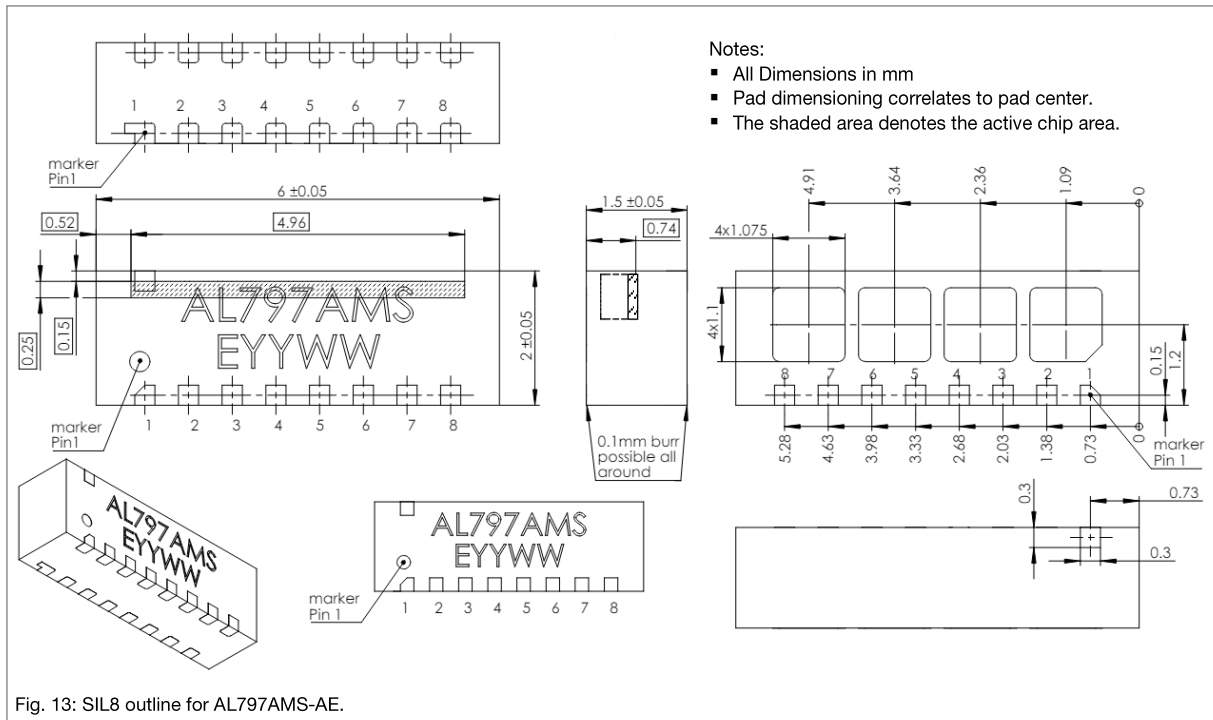 Notes:
▪ All Dimensions in mm
▪ Pad dimensioning correlates to pad center.
▪ The shaded area denotes the active chip area.
1 2 3 4 5 6 7 8
marker
Pin1
6 ±0.05
0.52
4.96
0.25
0.15
2 ±0.05
AL797AMS
EYYWW
marker
Pin1
1 2 3 4 5 6 7 8
1.5 ±0.05
0.74
0.1mm burr
possible all
around
4.91
3.64
2.36
1.09
0
4x1.075
4x1.1
0.15
1.2
8 7 6 5 4 3 2 1
5.28
4.63
3.98
3.33
2.68
2.03
1.38
0.73
0
marker
Pin 1
AL797AMS
EYYWW
AL797AMS
EYYWW
marker
Pin 1
1 2 3 4 5 6 7 8
0.3
0.73
0.3
Fig. 13: SIL8 outline for AL797AMS-AE.